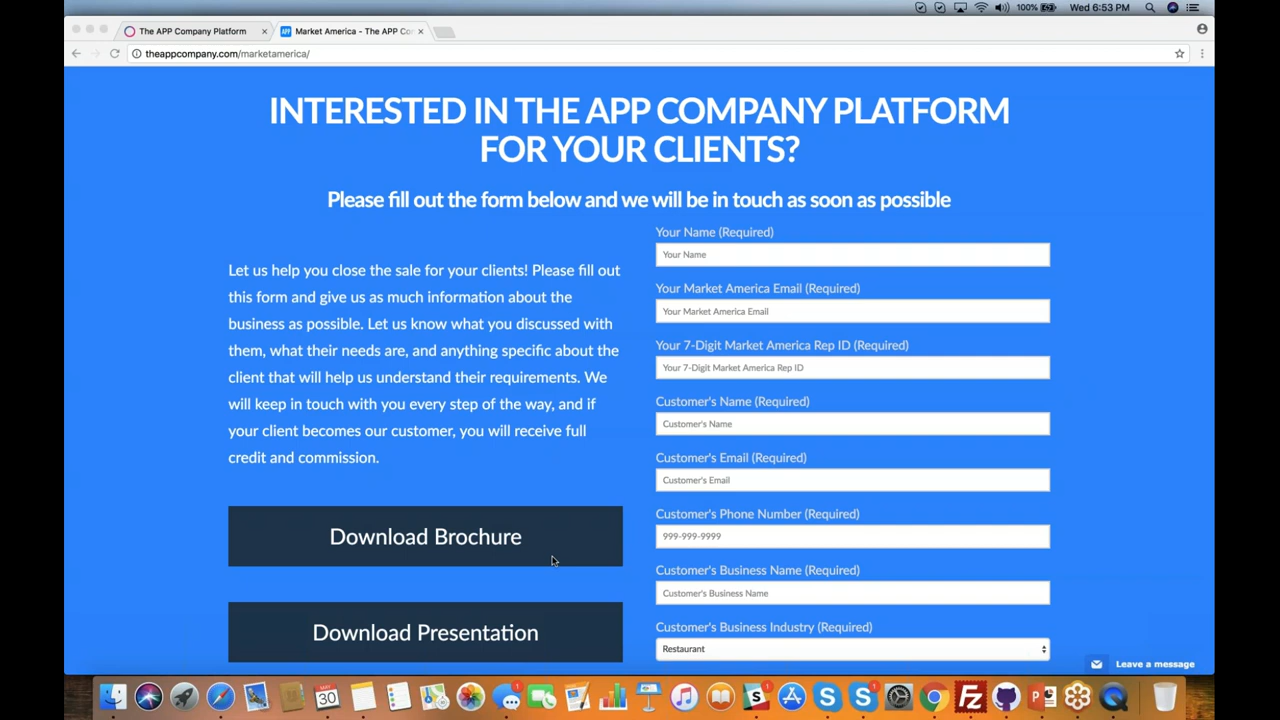 100%
Wed 6:53 PM
The APP Company Platform
Market America - The APP Co
theappcompany.com/marketamerica/
INTERESTED IN THE APP COMPANY PLATFORM
FOR YOUR CLIENTS?
Please fill out the form below and we will be in touch as soon as possible
Let us help you close the sale for your clients! Please fill out
this form and give us as much information about the
business as possible. Let us know what you discussed with
them, what their needs are, and anything specific about the
client that will help us understand their requirements. We
will keep in touch with you every step of the way, and if
your client becomes our customer, you will receive full
credit and commission.
Download Brochure
Download Presentation
Your Name (Required)
Your Name
Your Market America Email (Required)
Your Market America Email
Your 7-Digit Market America Rep ID (Required)
Your 7-Digit Market America Rep ID
Customer's Name (Required)
Customer's Name
Customer's Email (Required)
Customer's Email
Customer's Phone Number (Required)
999-999-9999
Customer's Business Name (Required)
Customer's Business Name
Customer's Business Industry (Required)
Restaurant
Leave a message
30